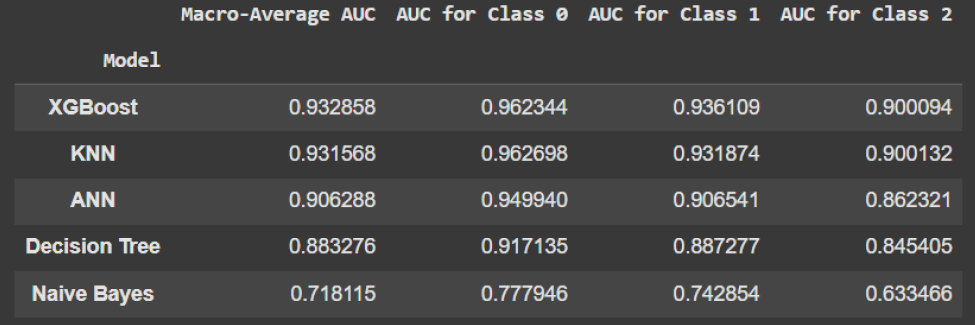 Macro-Average AUC AUC for Class 0 AUC for Class 1 AUC for Class 2
Model
XGBoost 0.932858 0.962344 0.936109 0.900094
KNN 0.931568 0.962698 0.931874 0.900132
ANN 0.906288 0.949940 0.906541 0.862321
Decision Tree 0.883276 0.917135 0.887277 0.845405
Naive Bayes 0.718115 0.777946 0.742854 0.633466